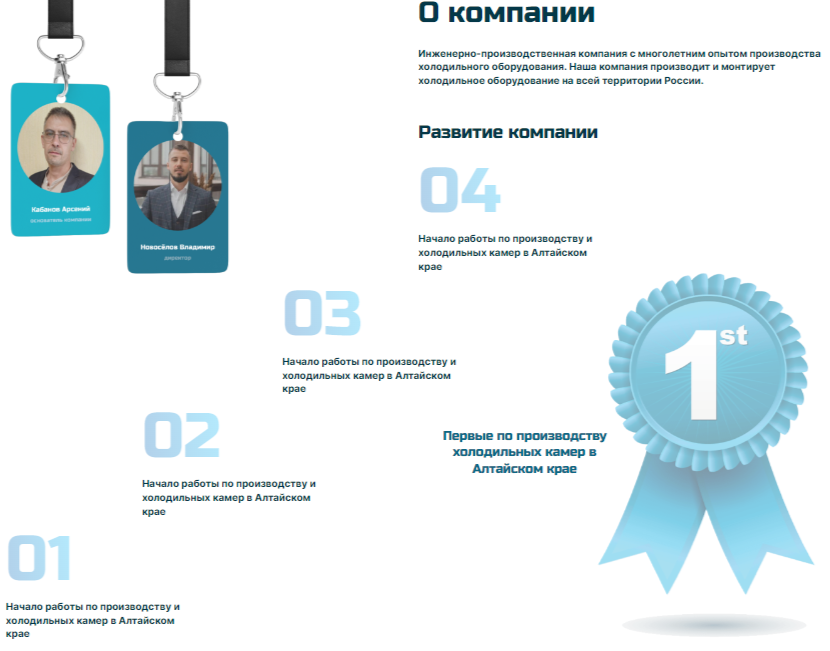 О компании
Инженерно-производственная компания с многолетним опытом производства
холодильного оборудования. Наша компания производит и монтирует
холодильное оборудование на всей территории России.
Кабанов Арсений
основатель компании
Новосёлов Владимир
директор
Развитие компании
04
Начало работы по производству и
холодильных камер в Алтайском
крае
03
Начало работы по производству и
холодильных камер в Алтайском
крае
02
Начало работы по производству и
холодильных камер в Алтайском
крае
01
Начало работы по производству и
холодильных камер в Алтайском
крае
1st
Первые по производству
холодильных камер в
Алтайском крае